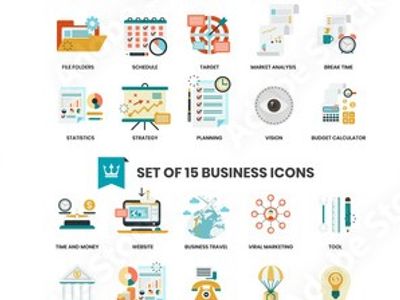 FILE FOLDERS
SCHEDULE
TARGET
MARKET ANALYSIS
BREAK TIME
STATISTICS
STRATEGY
PLANNING
VISION
BUDGET CALCULATOR
SET OF 15 BUSINESS ICONS
TIME AND MONEY
WEBSITE
BUSINESS TRAVEL
VIRAL MARKETING
TOOL